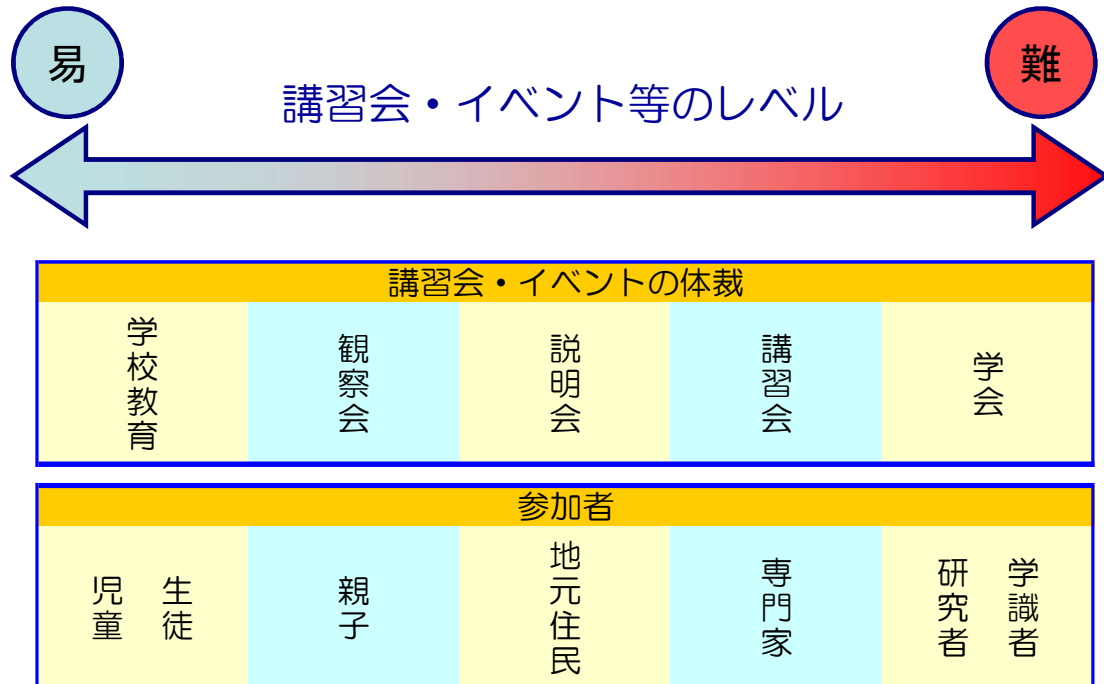 易
難
講習会・イベント等のレベル
講習会・イベントの体裁
学校教育
観察会
説明会
講習会
学会
参加者
児童
生徒
親子
地元住民
専門家
研究者
学識者